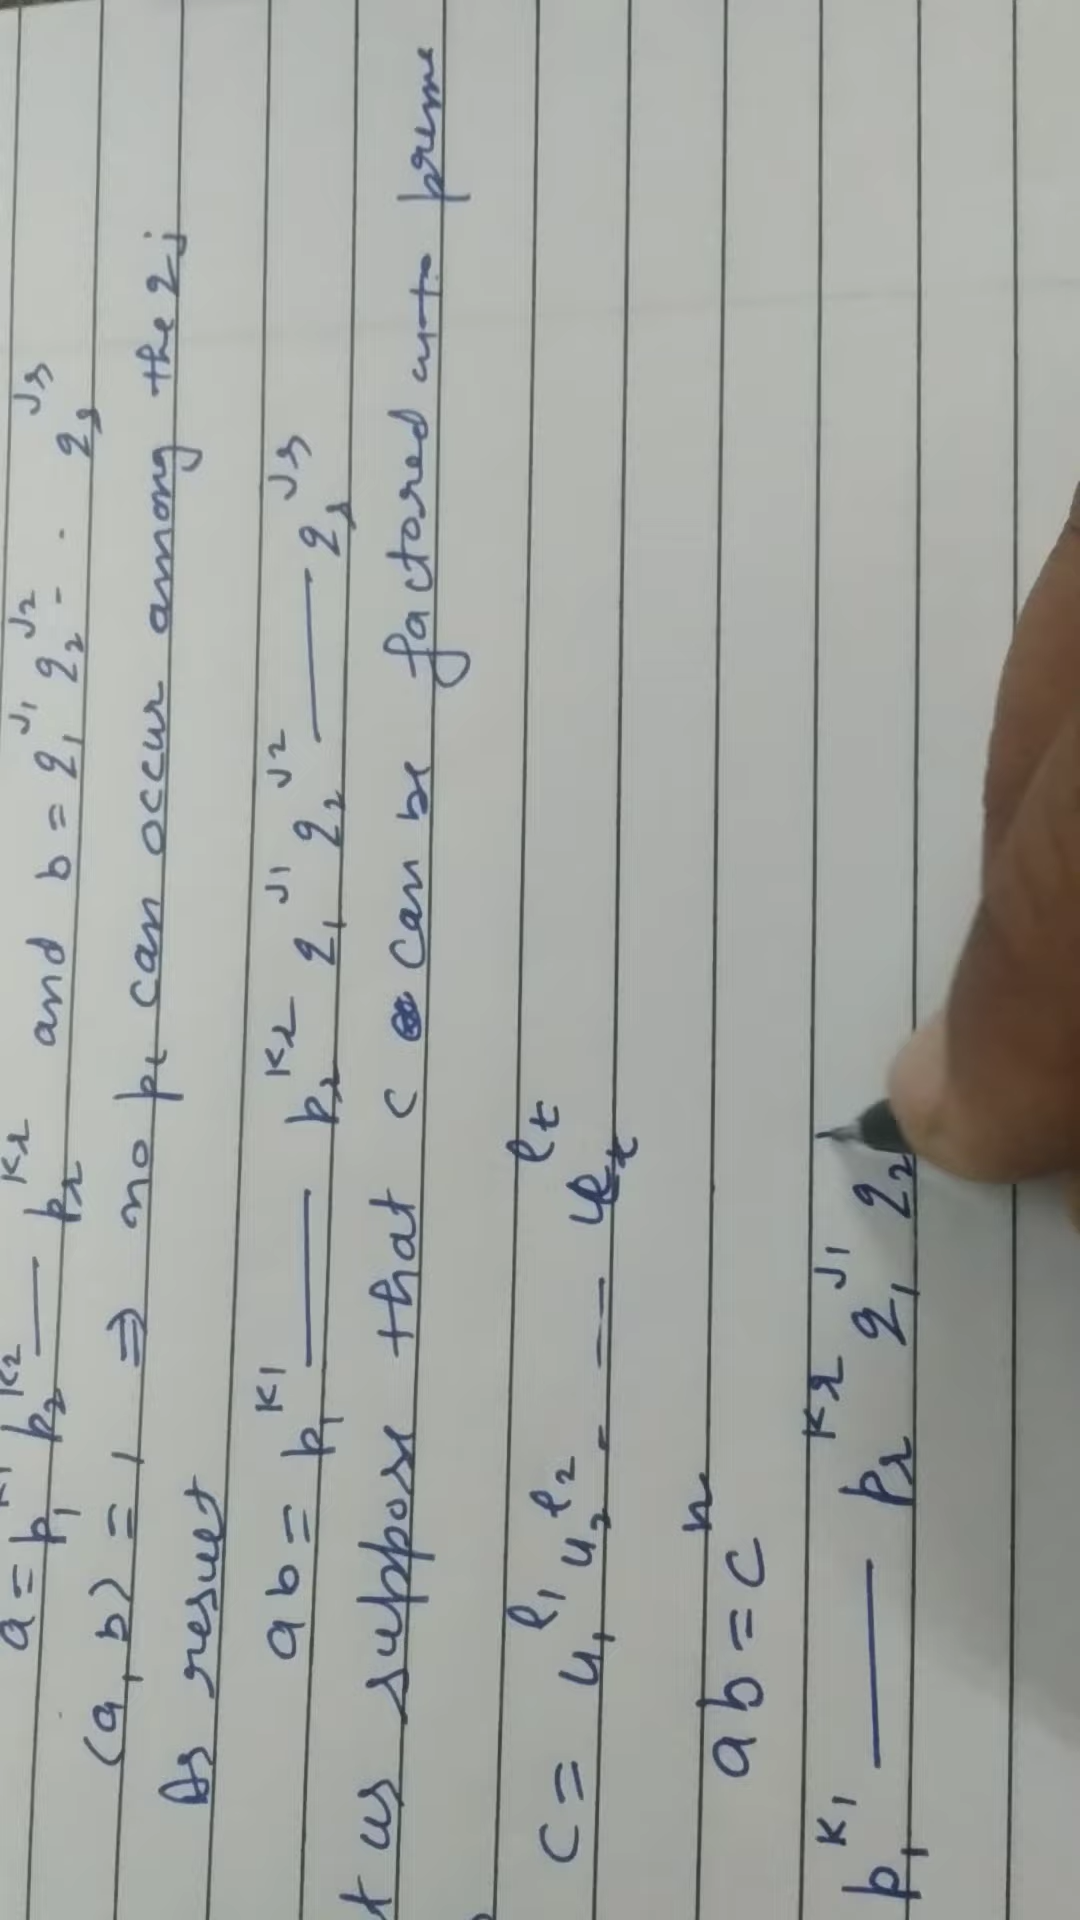 a = p₁^k₁ p₂^k₂ — pᵣ^kᵣ and b = q₁^J₁ q₂^J₂ - . qₛ^Jₛ
(a, b) = 1 ⇒ no pᵢ can occur among the qⱼ
As result
ab = p₁^k₁ — pᵣ^kᵣ q₁^J₁ q₂^J₂ — qₛ^Jₛ
t us suppose that c can be factored prime
c = u₁^l₁ u₂^l₂ - - — uₜ^lₜ
ab = cⁿ
p₁^k₁ — pᵣ^kᵣ q₁^J₁ q₂